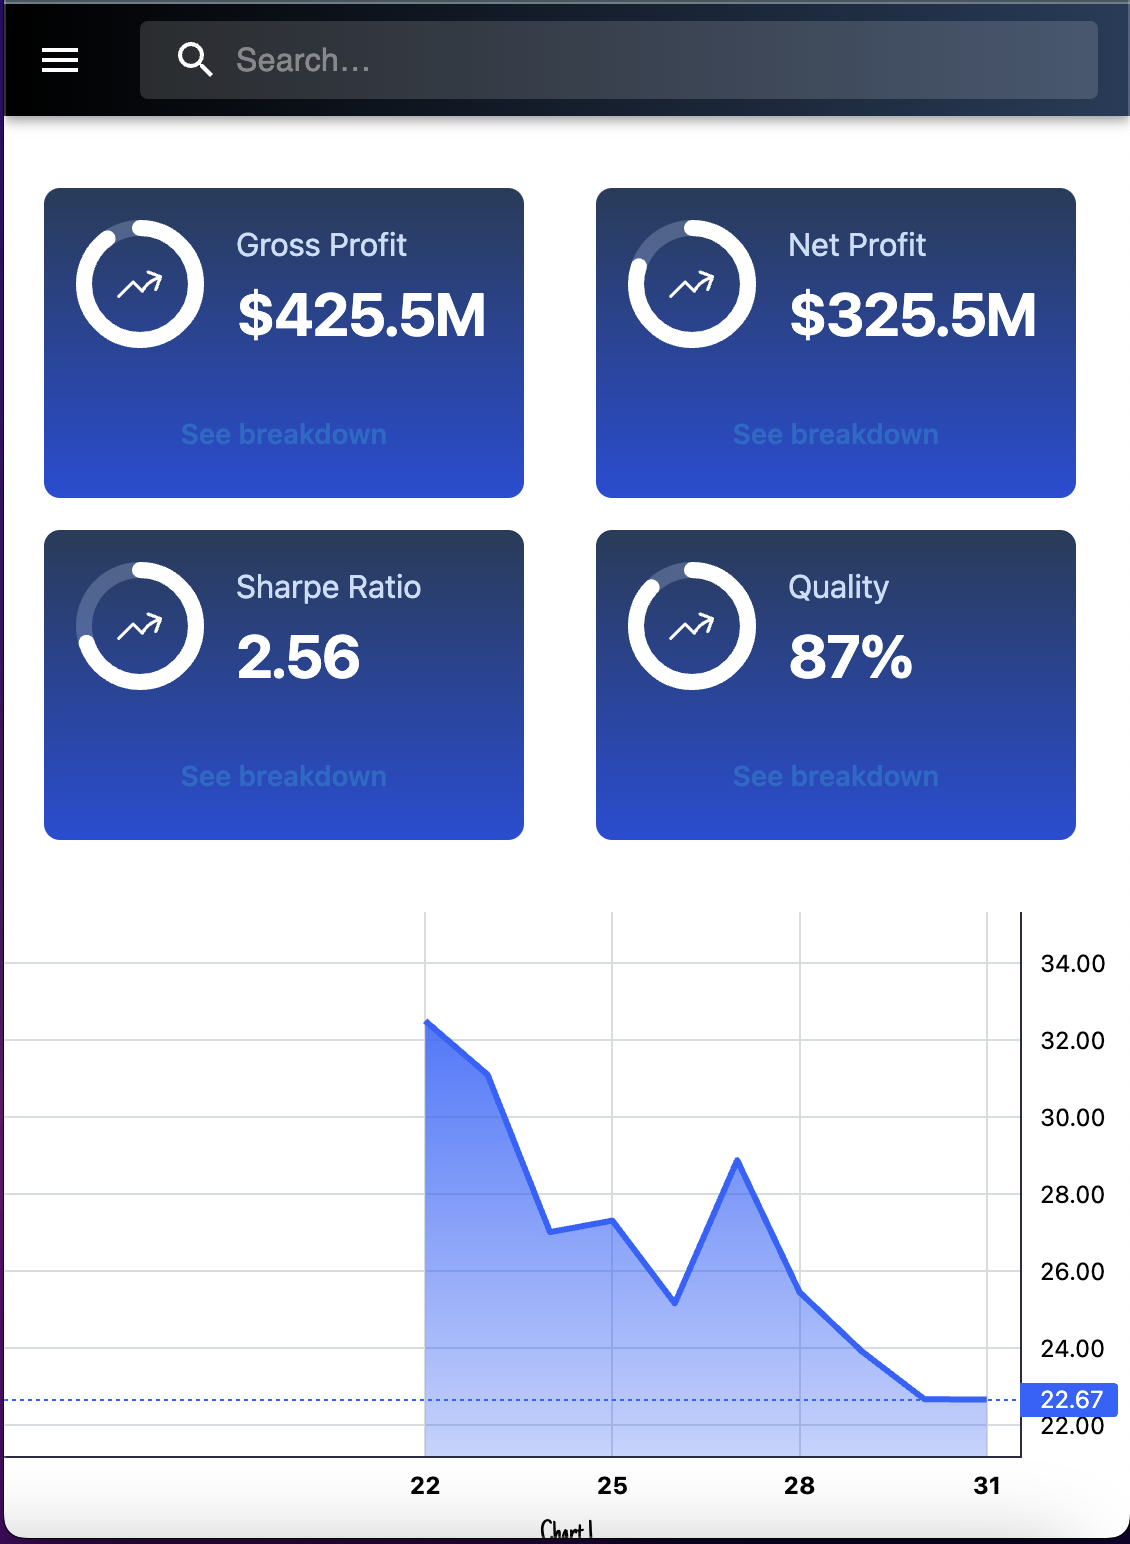 Search...
Gross Profit
$425.5M
See breakdown
Net Profit
$325.5M
See breakdown
Sharpe Ratio
2.56
See breakdown
Quality
87%
See breakdown
34.00
32.00
30.00
28.00
26.00
24.00
22.67
22.00
22 25 28 31
Chart 1